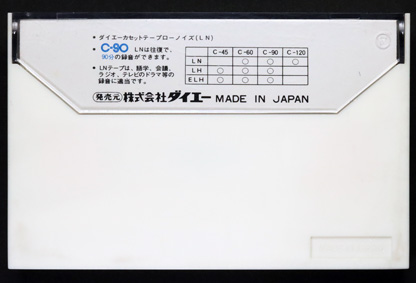 • ダイエーカセットテープローノイズ(LN)
• C-90 LNは往復で、
90分の録音ができます。
• LNテープは、語学、会議、
ラジオ、テレビのドラマ等の
録音に適当です。
C-45 C-60 C-90 C-120
LN ○ ○ ○
LH ○ ○ ○
ELH ○ ○ ○
発売元 株式会社ダイエー MADE IN JAPAN